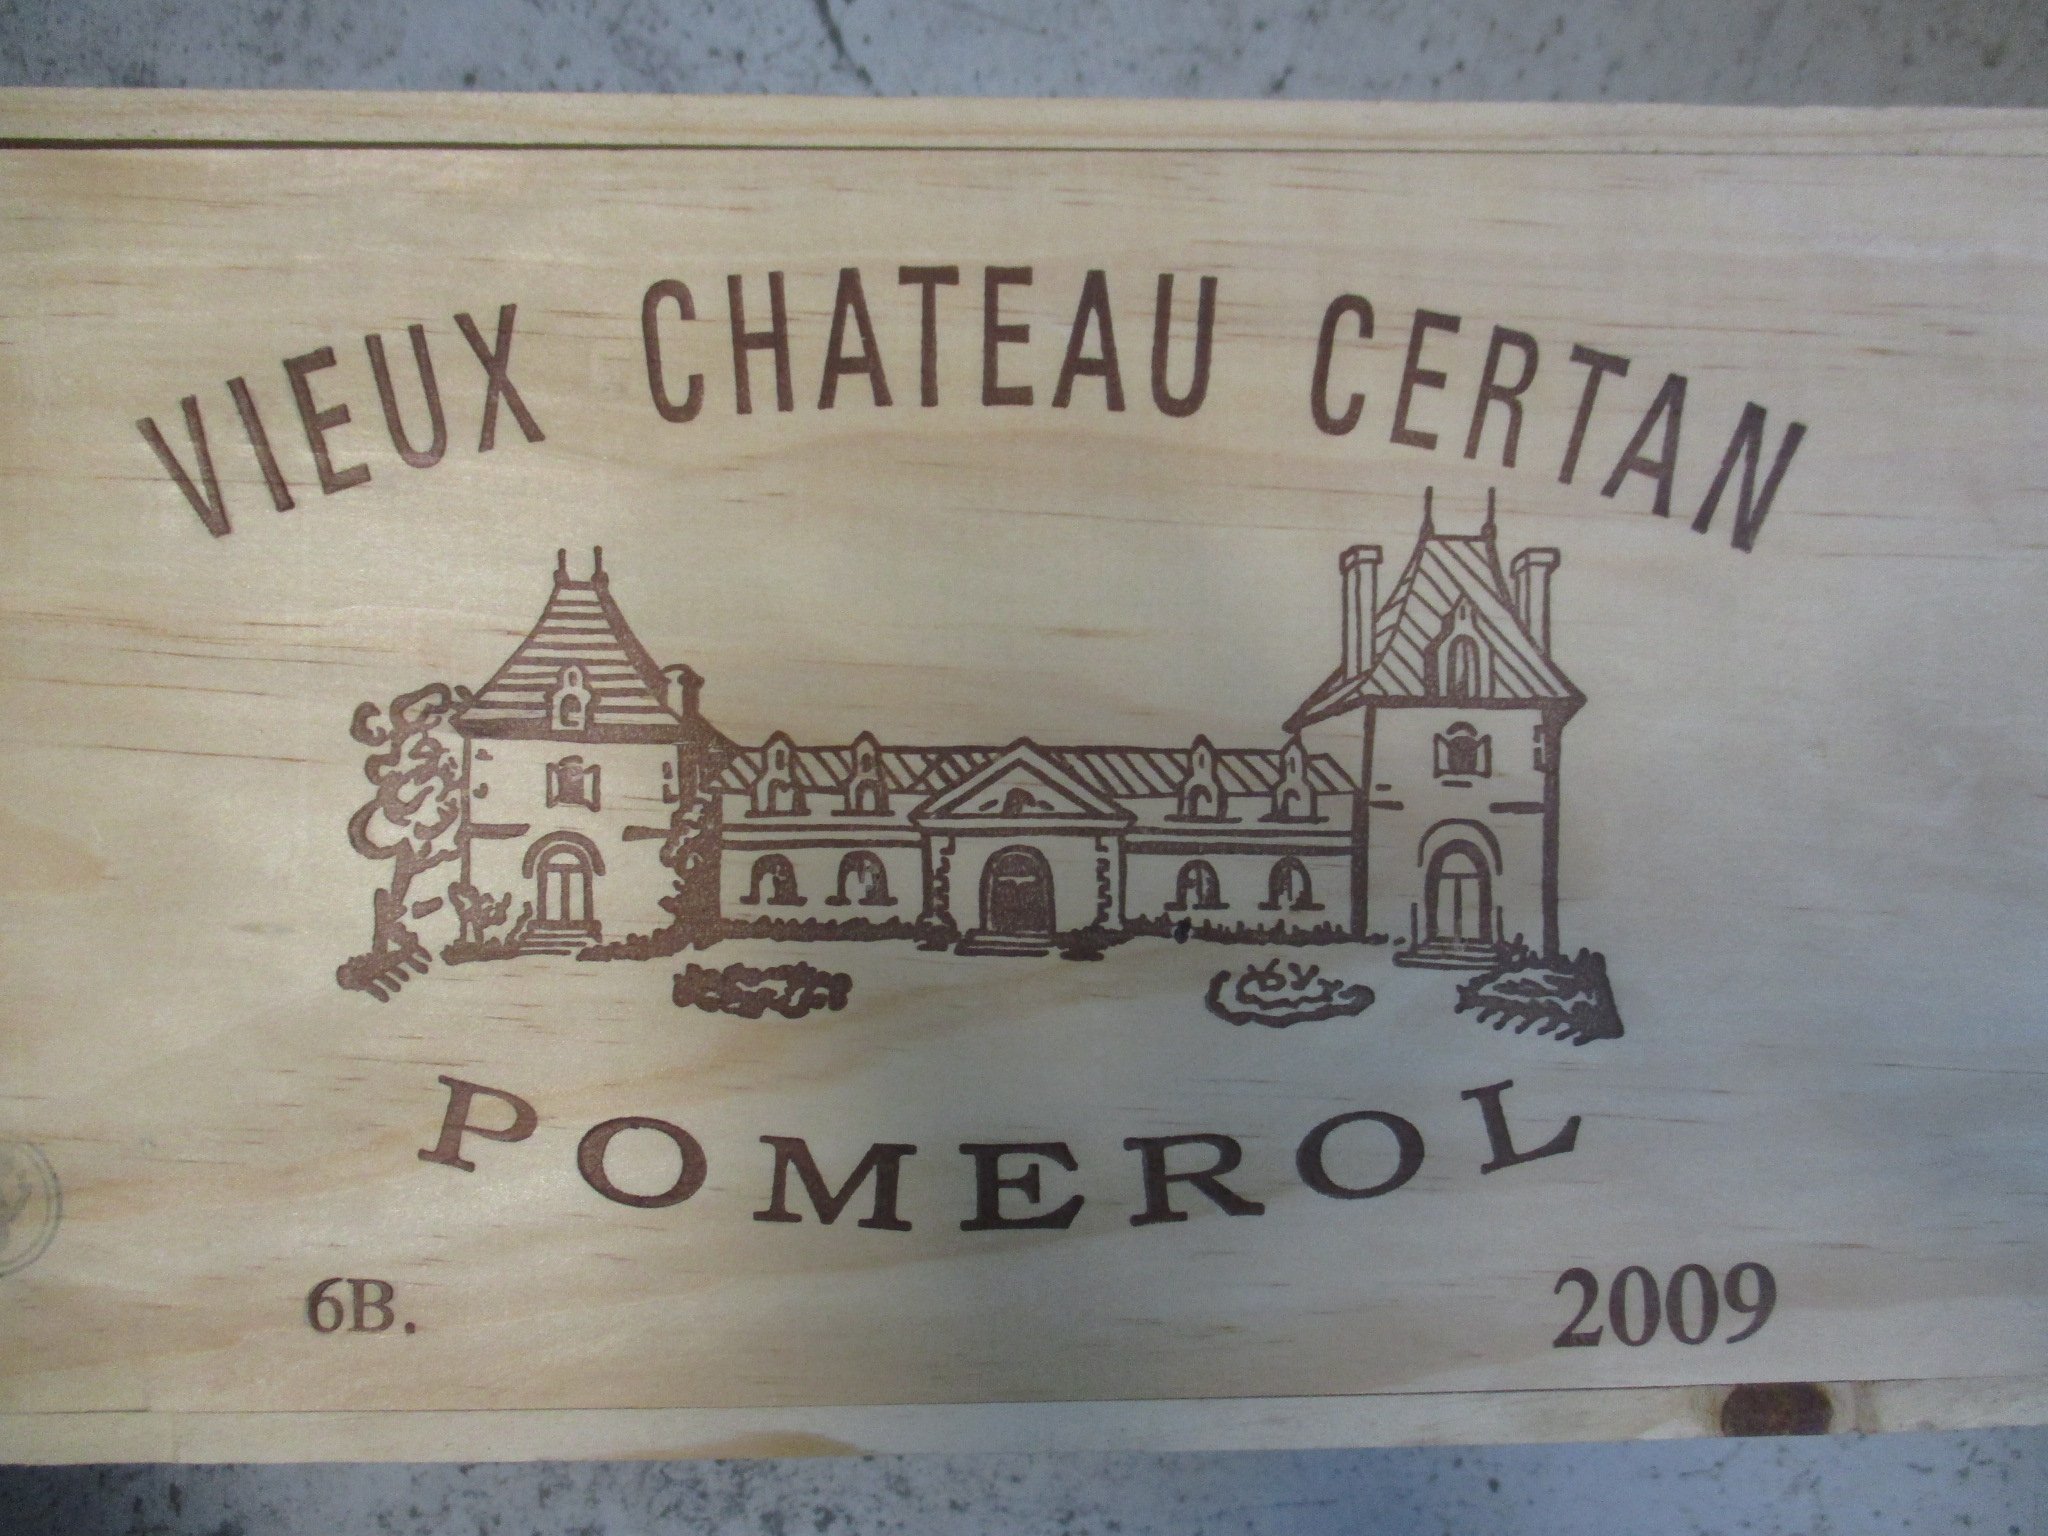 VIEUX CHATEAU CERTAN
POMEROL
6B.
2009